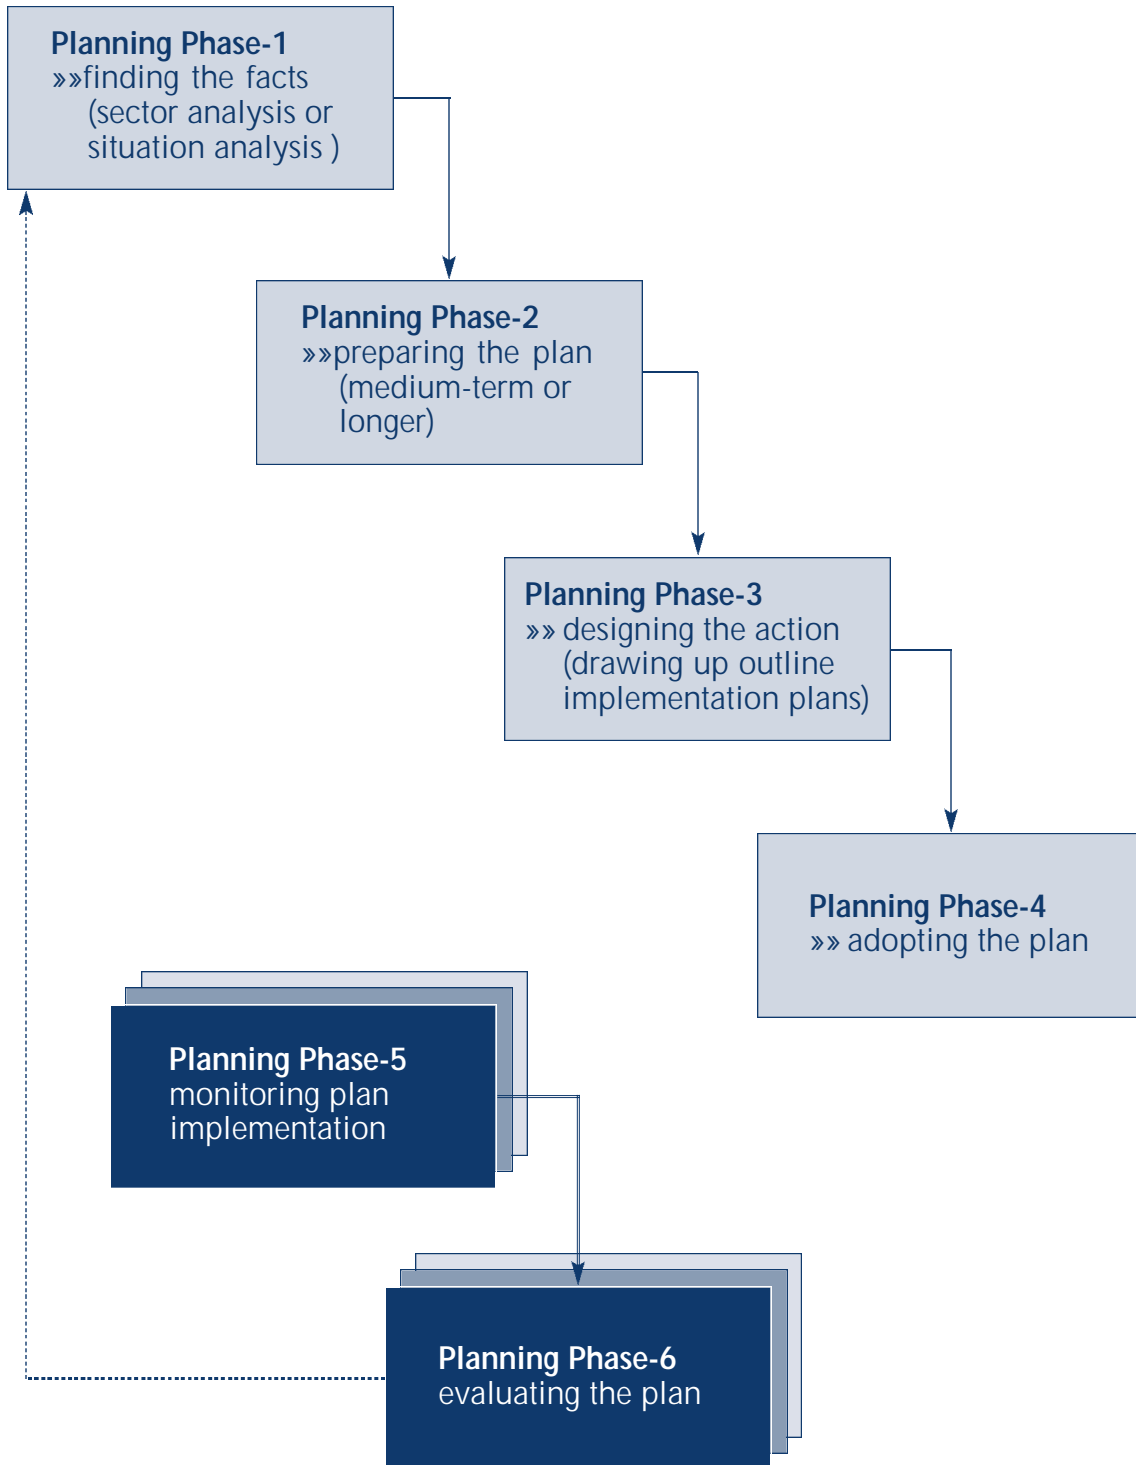 Planning Phase-1
»»finding the facts
(sector analysis or
situation analysis )
Planning Phase-2
»»preparing the plan
(medium-term or
longer)
Planning Phase-3
»» designing the action
(drawing up outline
implementation plans)
Planning Phase-4
»» adopting the plan
Planning Phase-5
monitoring plan
implementation
Planning Phase-6
evaluating the plan